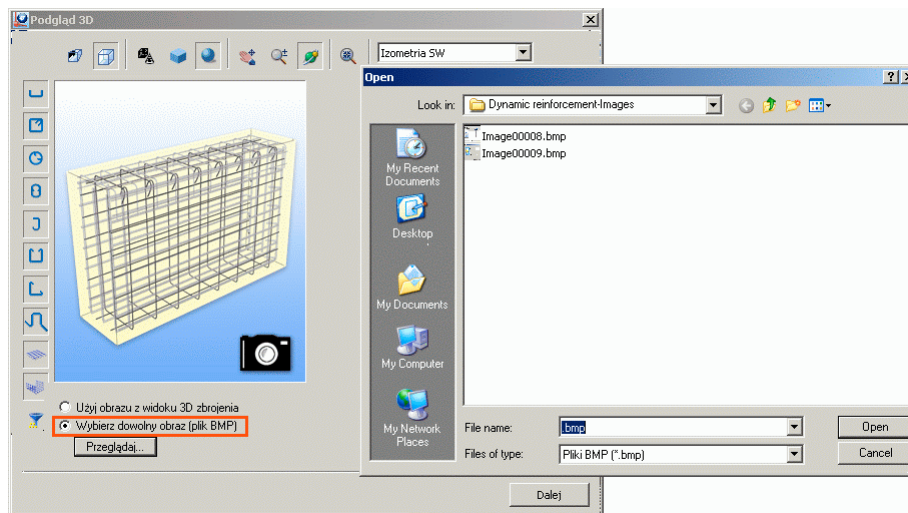 Podgląd 3D
Izometria SW
Open
Look in:
Dynamic reinforcement-Images
Image00008.bmp
Image00009.bmp
My Recent
Documents
Desktop
My Documents
My Computer
My Network
Places
Użyj obrazu z widoku 3D zbrojenia
Wybierz dowolny obraz (plik BMP)
Przeglądaj...
File name:
.bmp
Open
Files of type:
Pliki BMP (*.bmp)
Cancel
Dalej